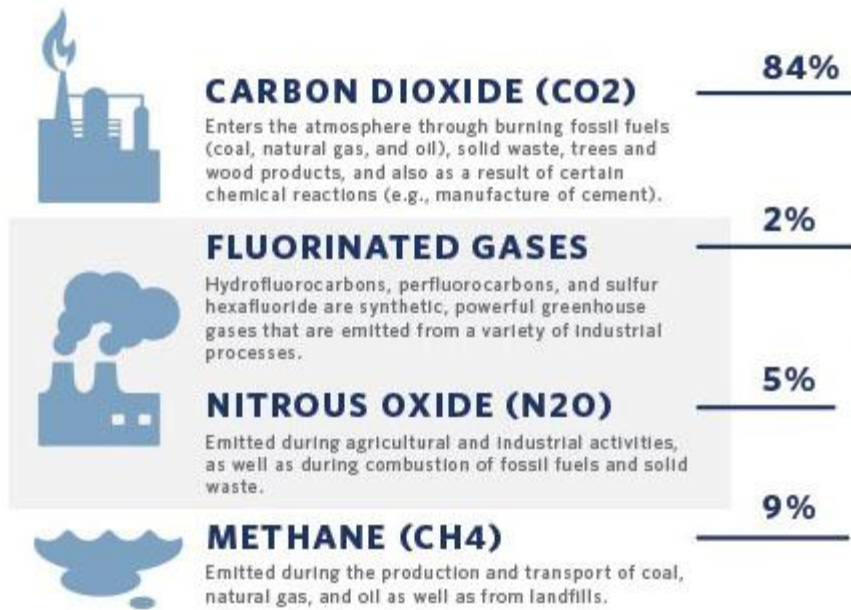 84%
CARBON DIOXIDE (CO2)
Enters the atmosphere through burning fossil fuels
(coal, natural gas, and oil), solid waste, trees and
wood products, and also as a result of certain
chemical reactions (e.g., manufacture of cement).
2%
FLUORINATED GASES
Hydrofluorocarbons, perfluorocarbons, and sulfur
hexafluoride are synthetic, powerful greenhouse
gases that are emitted from a variety of industrial
processes.
5%
NITROUS OXIDE (N2O)
Emitted during agricultural and industrial activities,
as well as during combustion of fossil fuels and solid
waste.
9%
METHANE (CH4)
Emitted during the production and transport of coal,
natural gas, and oil as well as from landfills.